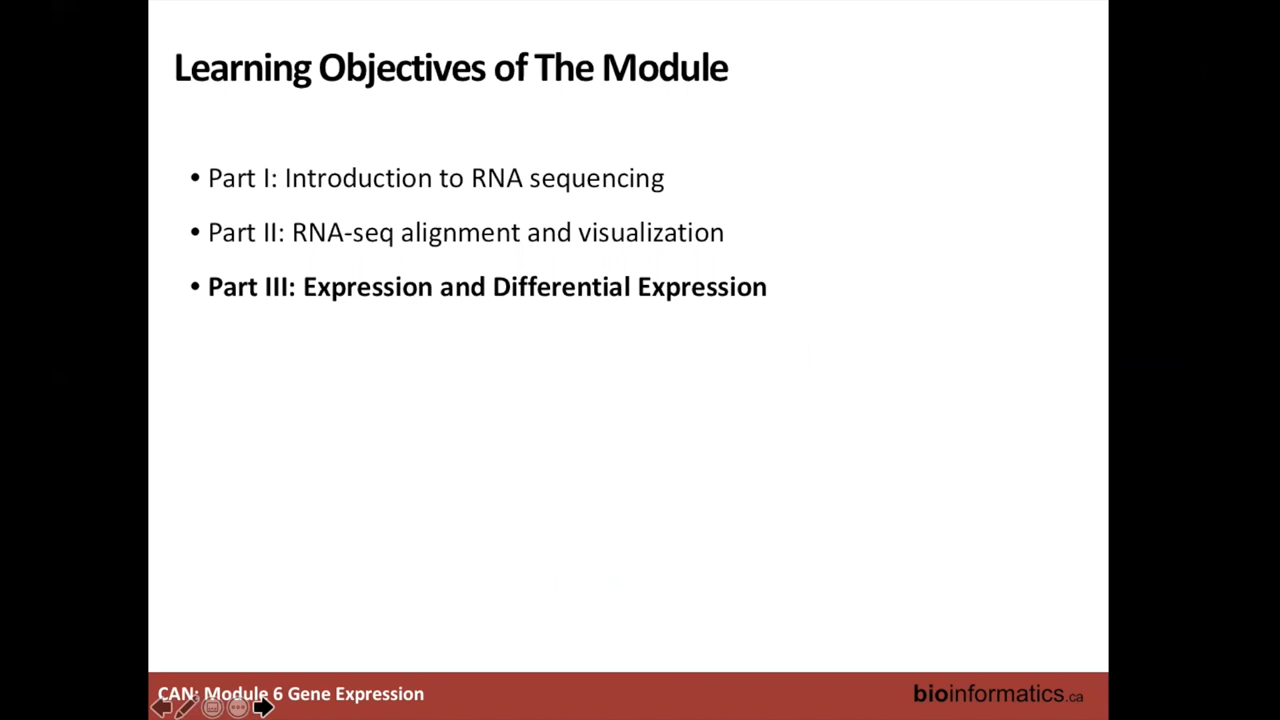 Learning Objectives of The Module
• Part I: Introduction to RNA sequencing
• Part II: RNA-seq alignment and visualization
• Part III: Expression and Differential Expression
CAN: Module 6 Gene Expression
bioinformatics.ca